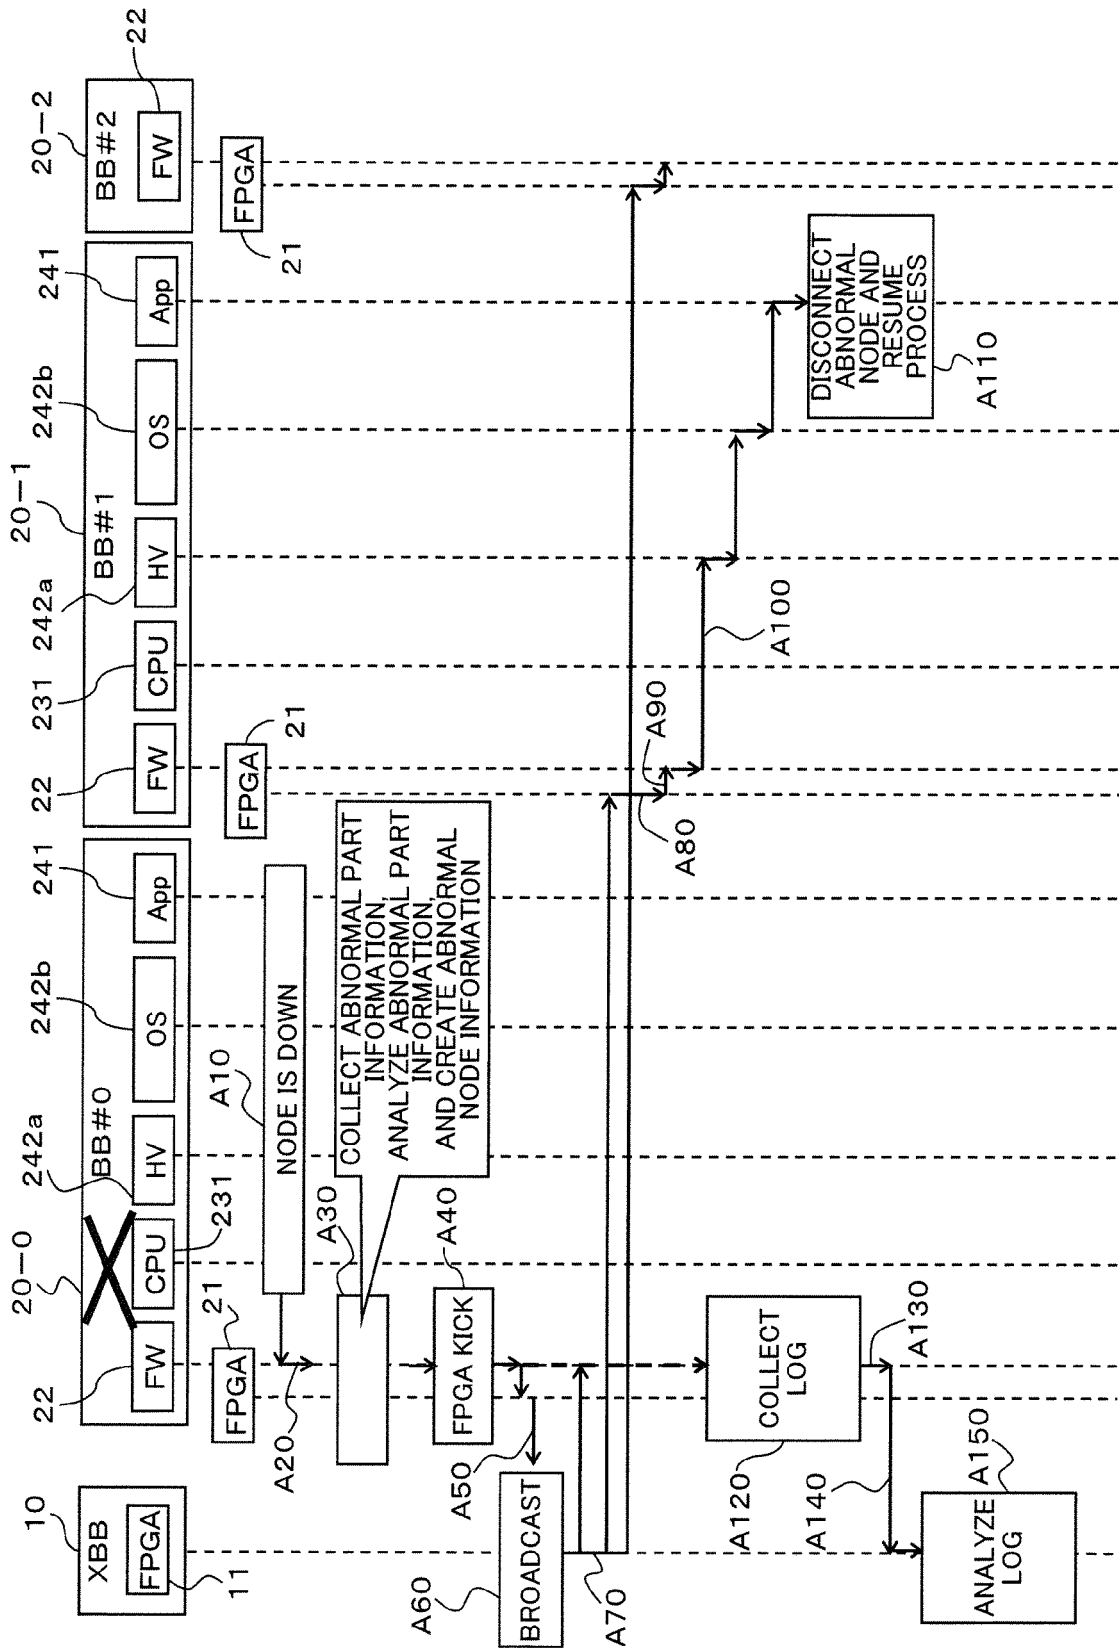 10
XBB
FPGA
11
20-0
BB#0
22
FW
CPU
231
242a
HV
242b
OS
241
App
20-1
BB#1
22
FW
231
CPU
242a
HV
242b
OS
241
App
20-2
BB#2
FW
22
FPGA
21
FPGA
21
FPGA
21
A10
NODE IS DOWN
A20
A30
COLLECT ABNORMAL PART
INFORMATION,
ANALYZE ABNORMAL PART
INFORMATION,
AND CREATE ABNORMAL
NODE INFORMATION
A40
FPGA KICK
A50
A60
BROADCAST
A70
A80
A90
A100
DISCONNECT
ABNORMAL
NODE AND
RESUME
PROCESS
A110
A120
COLLECT
LOG
A130
A140
A150
ANALYZE
LOG